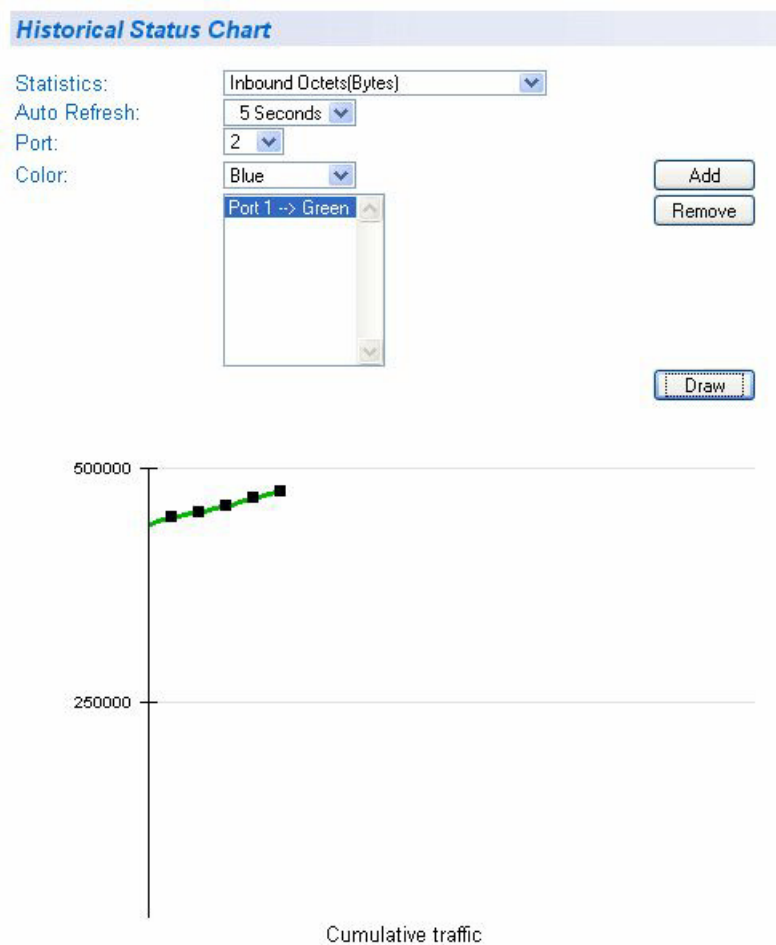 Historical Status Chart
Statistics: Inbound Octets(Bytes)
Auto Refresh: 5 Seconds
Port: 2
Color: Blue Add
Port 1 --> Green Remove
Draw
500000
250000
Cumulative traffic